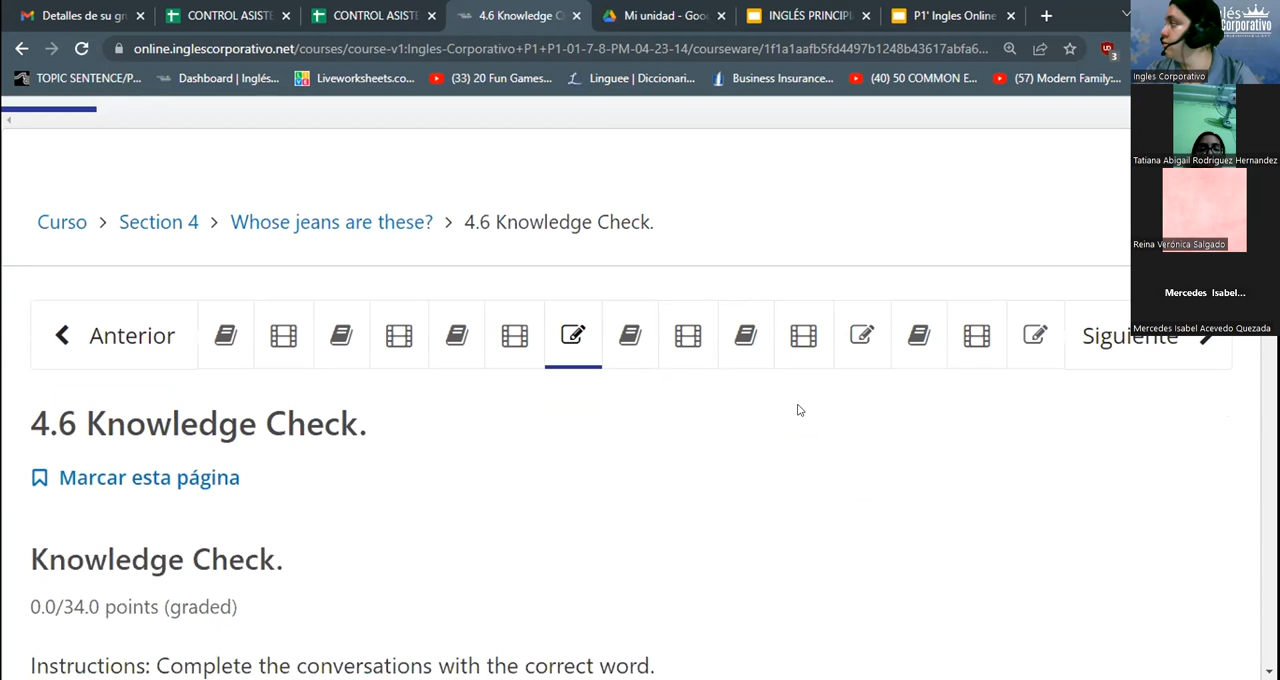 Detalles de su gr
CONTROL ASISTE
CONTROL ASISTE
4.6 Knowledge C
Mi unidad - Goo
INGLÉS PRINCIPI
P1' Ingles Online
online.inglescorporativo.net/courses/course-v1:Ingles-Corporativo+P1+P1-01-7-8-PM-04-23-14/courseware/1f1a1aafb5fd4497b1248b43617abfa6...
TOPIC SENTENCE/P...
Dashboard | Inglés...
Liveworksheets.co...
(33) 20 Fun Games...
Linguee | Diccionari...
Business Insurance...
(40) 50 COMMON E...
(57) Modern Family:...
3
Ingles Corporativo
Tatiana Abigail Rodriguez Hernandez
Reina Verónica Salgado
Mercedes Isabel...
Mercedes Isabel Acevedo Quezada
Curso > Section 4 > Whose jeans are these? > 4.6 Knowledge Check.
Anterior
Siguiente
4.6 Knowledge Check.
Marcar esta página
Knowledge Check.
0.0/34.0 points (graded)
Instructions: Complete the conversations with the correct word.